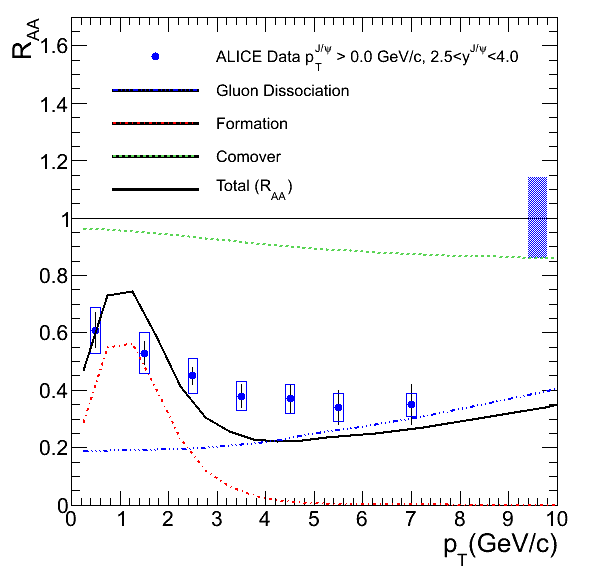 R_AA
ALICE Data p_T^J/ψ > 0.0 GeV/c, 2.5<y^J/ψ<4.0
Gluon Dissociation
Formation
Comover
Total (R_AA)
1.6
1.4
1.2
1
0.8
0.6
0.4
0.2
0
0 1 2 3 4 5 6 7 8 9 10
p_T(GeV/c)